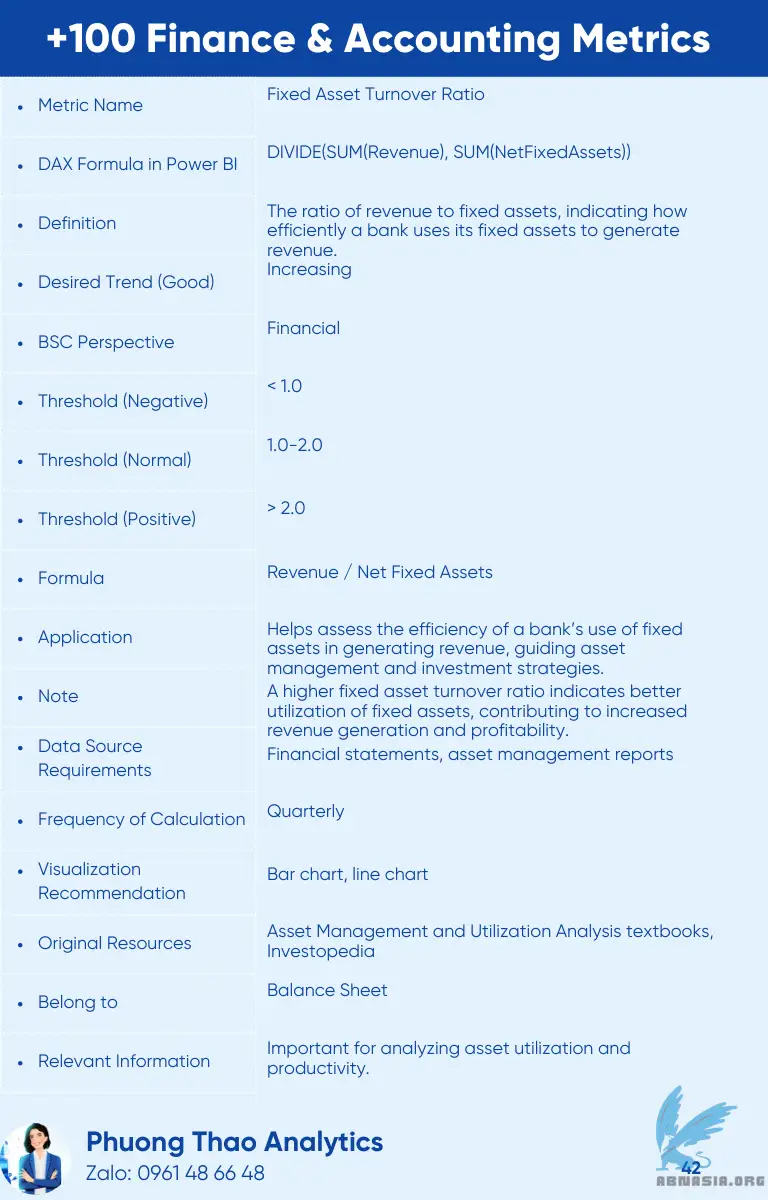 +100 Finance & Accounting Metrics
• Metric Name
Fixed Asset Turnover Ratio
• DAX Formula in Power BI
DIVIDE(SUM(Revenue), SUM(NetFixedAssets))
• Definition
The ratio of revenue to fixed assets, indicating how
efficiently a bank uses its fixed assets to generate
revenue.
• Desired Trend (Good)
Increasing
• BSC Perspective
Financial
• Threshold (Negative)
< 1.0
• Threshold (Normal)
1.0-2.0
• Threshold (Positive)
> 2.0
• Formula
Revenue / Net Fixed Assets
• Application
Helps assess the efficiency of a bank's use of fixed
assets in generating revenue, guiding asset
management and investment strategies.
• Note
A higher fixed asset turnover ratio indicates better
utilization of fixed assets, contributing to increased
revenue generation and profitability.
• Data Source
Requirements
Financial statements, asset management reports
• Frequency of Calculation
Quarterly
• Visualization
Recommendation
Bar chart, line chart
• Original Resources
Asset Management and Utilization Analysis textbooks,
Investopedia
• Belong to
Balance Sheet
• Relevant Information
Important for analyzing asset utilization and
productivity.
Phuong Thao Analytics
Zalo: 0961 48 66 48
42
ABNASIA.ORG